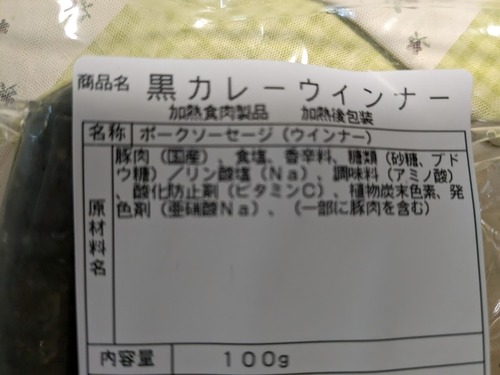 商品名 黒カレーウィンナー
加熱食肉製品 加熱後包装
名称 ポークソーセージ（ウインナー）
原材料名
豚肉（国産）、食塩、香辛料、糖類（砂糖、ブド
ウ糖）／リン酸塩（Na）、調味料（アミノ酸）
、酸化防止剤（ビタミンC）、植物炭末色素、発
色剤（亜硝酸Na）、（一部に豚肉を含む）
内容量 100g